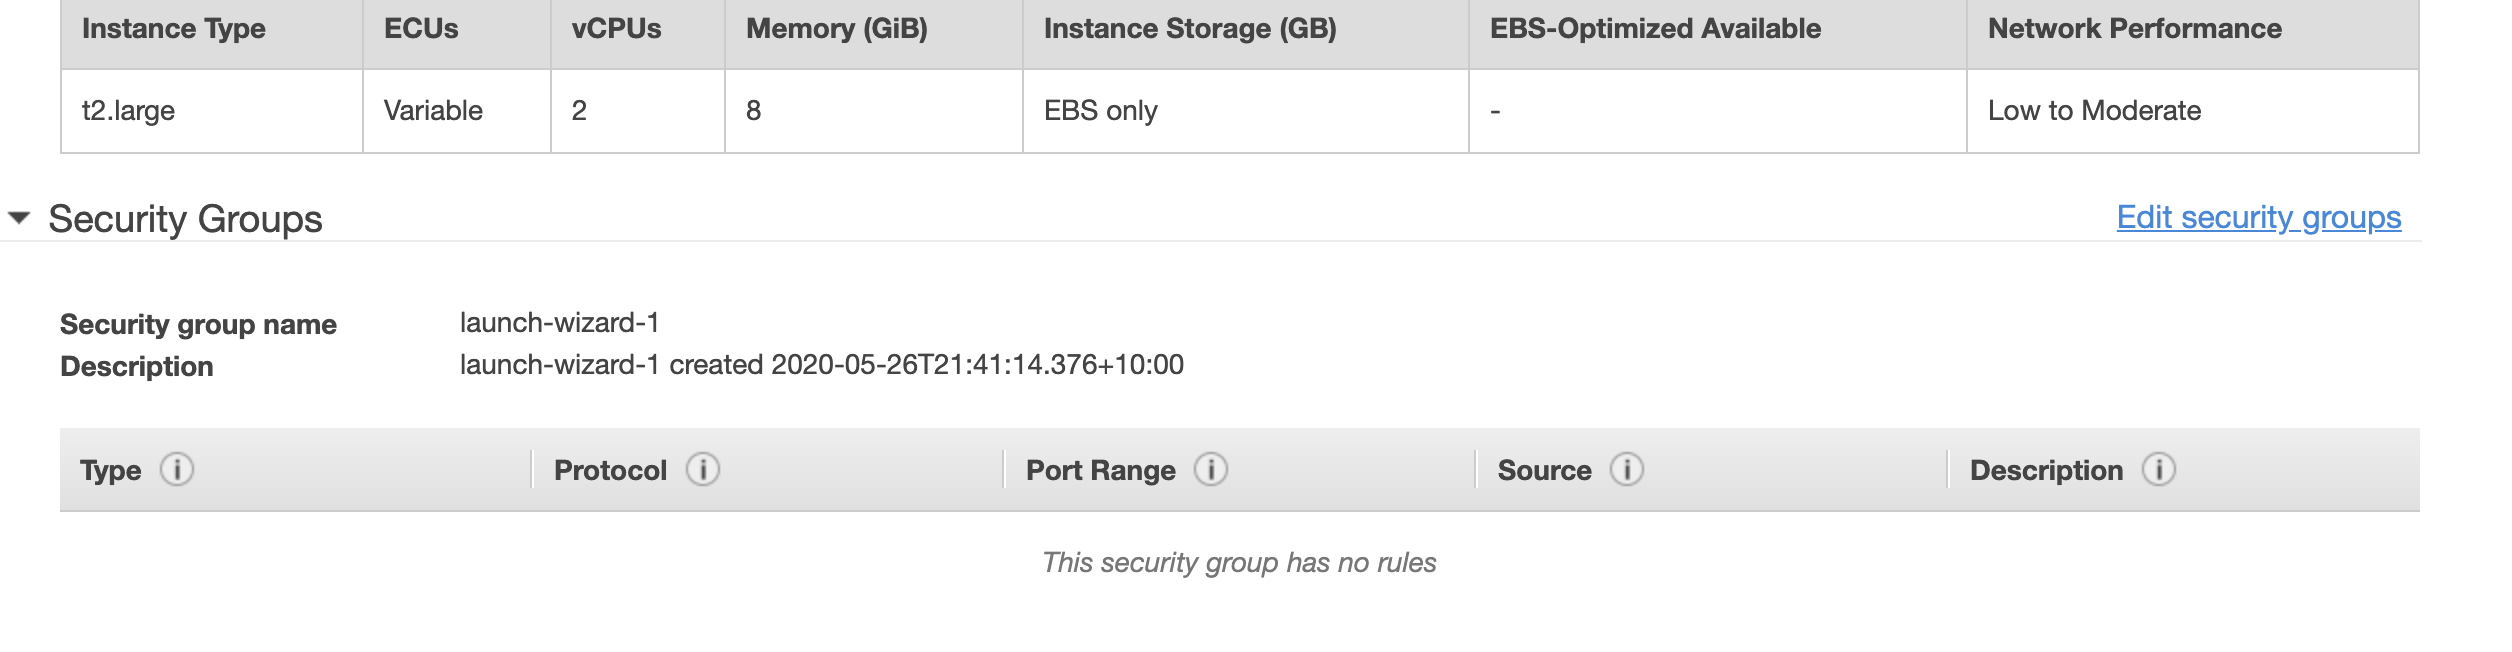 Instance Type ECUs vCPUs Memory (GiB) Instance Storage (GB) EBS-Optimized Available Network Performance
t2.large Variable 2 8 EBS only - Low to Moderate
Security Groups Edit security groups
Security group name launch-wizard-1
Description launch-wizard-1 created 2020-05-26T21:41:14.376+10:00
Type Protocol Port Range Source Description
This security group has no rules